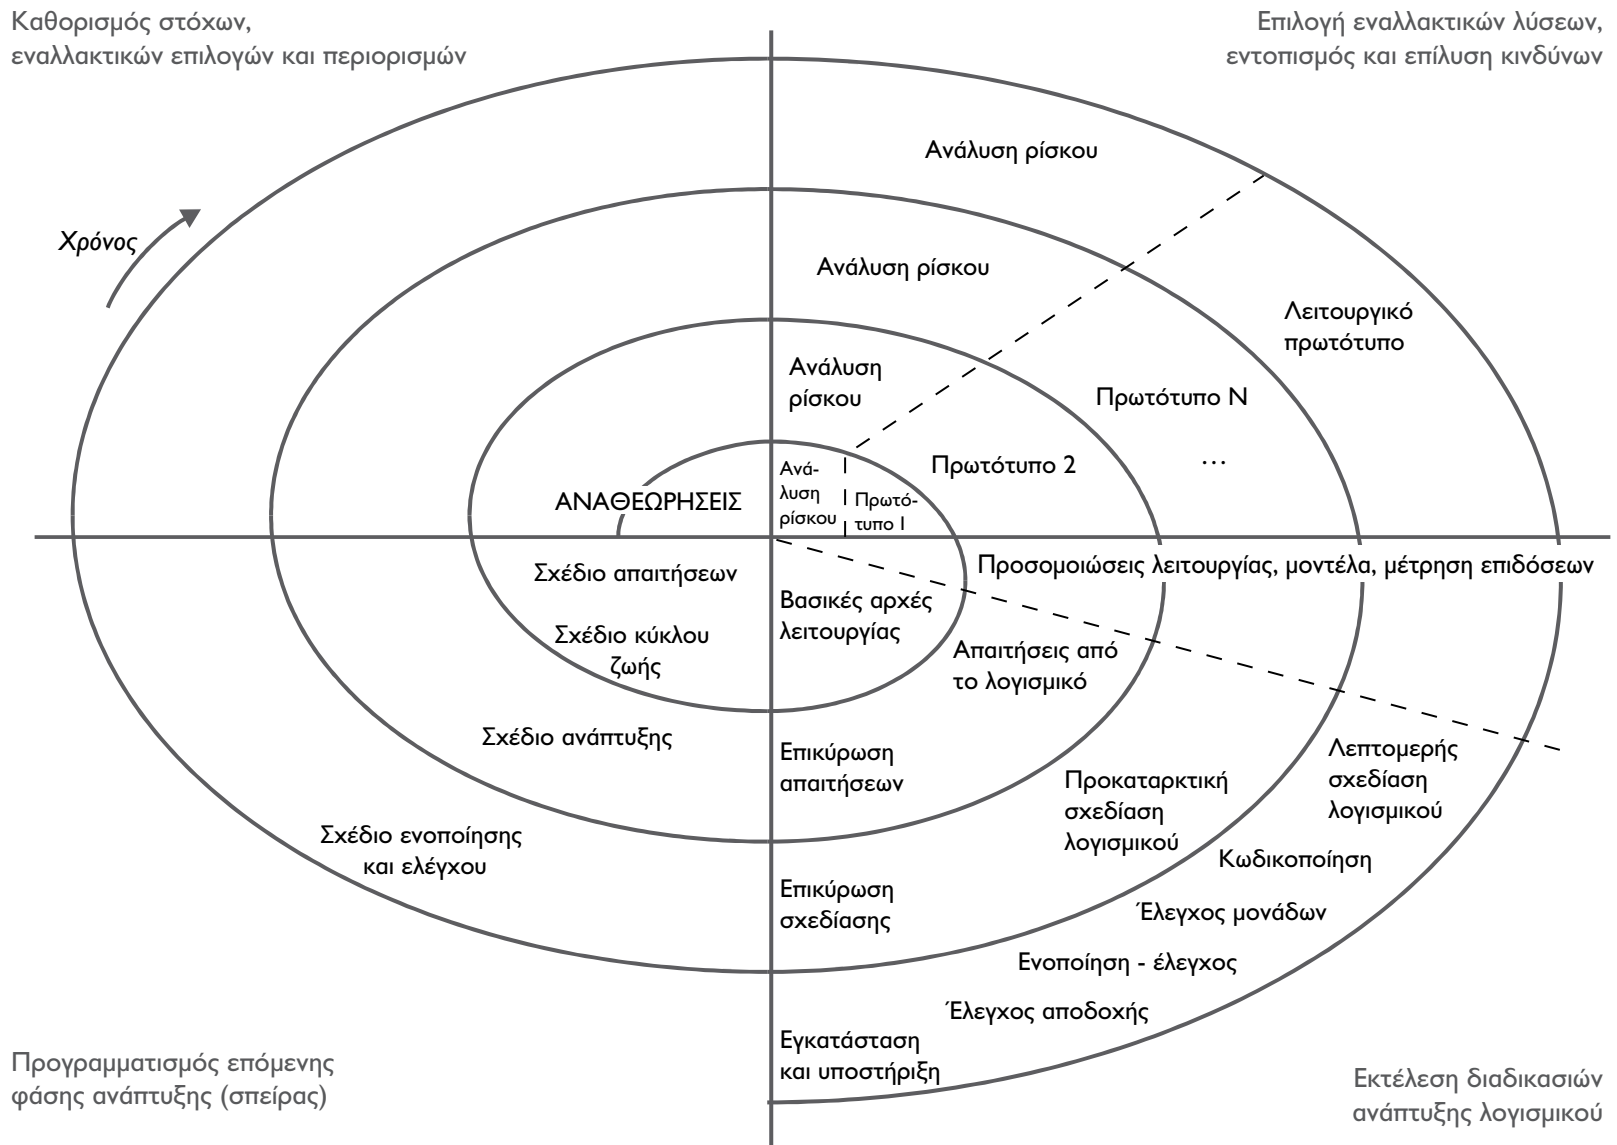 Καθορισμός στόχων,
εναλλακτικών επιλογών και περιορισμών
Επιλογή εναλλακτικών λύσεων,
εντοπισμός και επίλυση κινδύνων
Χρόνος
Ανάλυση ρίσκου
Ανάλυση ρίσκου
Ανάλυση
ρίσκου
Ανά-
λυση
ρίσκου
Πρωτό-
τυπο 1
Πρωτότυπο 2
Πρωτότυπο Ν
...
Λειτουργικό
πρωτότυπο
ΑΝΑΘΕΩΡΗΣΕΙΣ
Προσομοιώσεις λειτουργίας, μοντέλα, μέτρηση επιδόσεων
Σχέδιο απαιτήσεων
Σχέδιο κύκλου
ζωής
Σχέδιο ανάπτυξης
Σχέδιο ενοποίησης
και ελέγχου
Βασικές αρχές
λειτουργίας
Απαιτήσεις από
το λογισμικό
Επικύρωση
απαιτήσεων
Προκαταρκτική
σχεδίαση
λογισμικού
Επικύρωση
σχεδίασης
Λεπτομερής
σχεδίαση
λογισμικού
Κωδικοποίηση
Έλεγχος μονάδων
Ενοποίηση - έλεγχος
Έλεγχος αποδοχής
Εγκατάσταση
και υποστήριξη
Προγραμματισμός επόμενης
φάσης ανάπτυξης (σπείρας)
Εκτέλεση διαδικασιών
ανάπτυξης λογισμικού